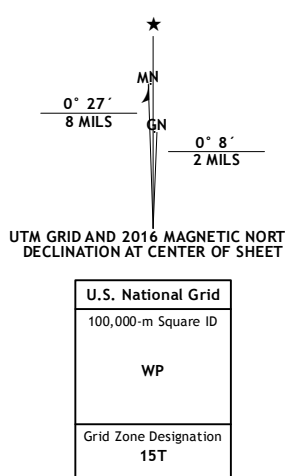 ★
MN
0° 27´
8 MILS
GN
0° 8´
2 MILS
UTM GRID AND 2016 MAGNETIC NORT
DECLINATION AT CENTER OF SHEET
U.S. National Grid
100,000-m Square ID
WP
Grid Zone Designation
15T